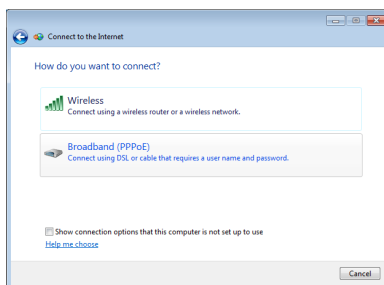 Connect to the Internet
How do you want to connect?
Wireless
Connect using a wireless router or a wireless network.
Broadband (PPPoE)
Connect using DSL or cable that requires a user name and password.
Show connection options that this computer is not set up to use
Help me choose
Cancel